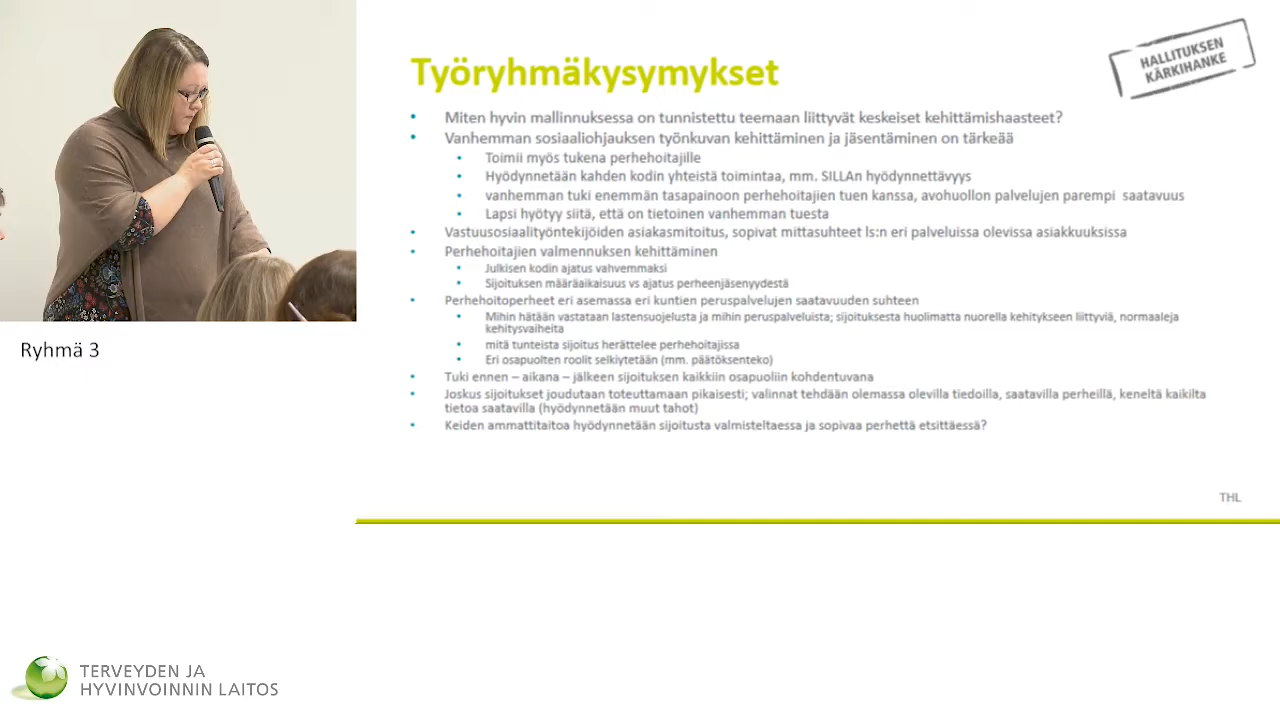 HALLITUKSEN
KÄRKIHANKE
Työryhmäkysymykset
• Miten hyvin mallinnuksessa on tunnistettu teemaan liittyvät keskeiset kehittämishaasteet?
• Vanhemman sosiaaliohjauksen työnkuvan kehittäminen ja jäsentäminen on tärkeää
• Toimii myös tukena perhehoitajille
• Hyödynnetään kahden kodin yhteistä toimintaa, mm. SILLAn hyödynnettävyys
• vanhemman tuki enemmän tasapainoon perhehoitajien tuen kanssa, avohuollon palvelujen parempi saatavuus
• Lapsi hyötyy siitä, että on tietoinen vanhemman tuesta
• Vastuusosiaalityöntekijöiden asiakasmitoitus, sopivat mittasuhteet ls:n eri palveluissa olevissa asiakkuuksissa
• Perhehoitajien valmennuksen kehittäminen
• Julkisen kodin ajatus vahvemmaksi
• Sijoituksen määräaikaisuus vs ajatus perheenjäsenyydestä
• Perhehoitoperheet eri asemassa eri kuntien peruspalvelujen saatavuuden suhteen
• Mihin hätään vastataan lastensuojelusta ja mihin peruspalveluista; sijoituksesta huolimatta nuorella kehitykseen liittyviä, normaaleja
kehitysvaiheita
• mitä tunteista sijoitus herättelee perhehoitajissa
• Eri osapuolten roolit selkiytetään (mm. päätöksenteko)
• Tuki ennen – aikana – jälkeen sijoituksen kaikkiin osapuoliin kohdentuvana
• Joskus sijoitukset joudutaan toteuttamaan pikaisesti; valinnat tehdään olemassa olevilla tiedoilla, saatavilla perheillä, keneltä kaikilta
tietoa saatavilla (hyödynnetään muut tahot)
• Keiden ammattitaitoa hyödynnetään sijoitusta valmisteltaessa ja sopivaa perhettä etsittäessä?
THL
Ryhmä 3
TERVEYDEN JA
HYVINVOINNIN LAITOS